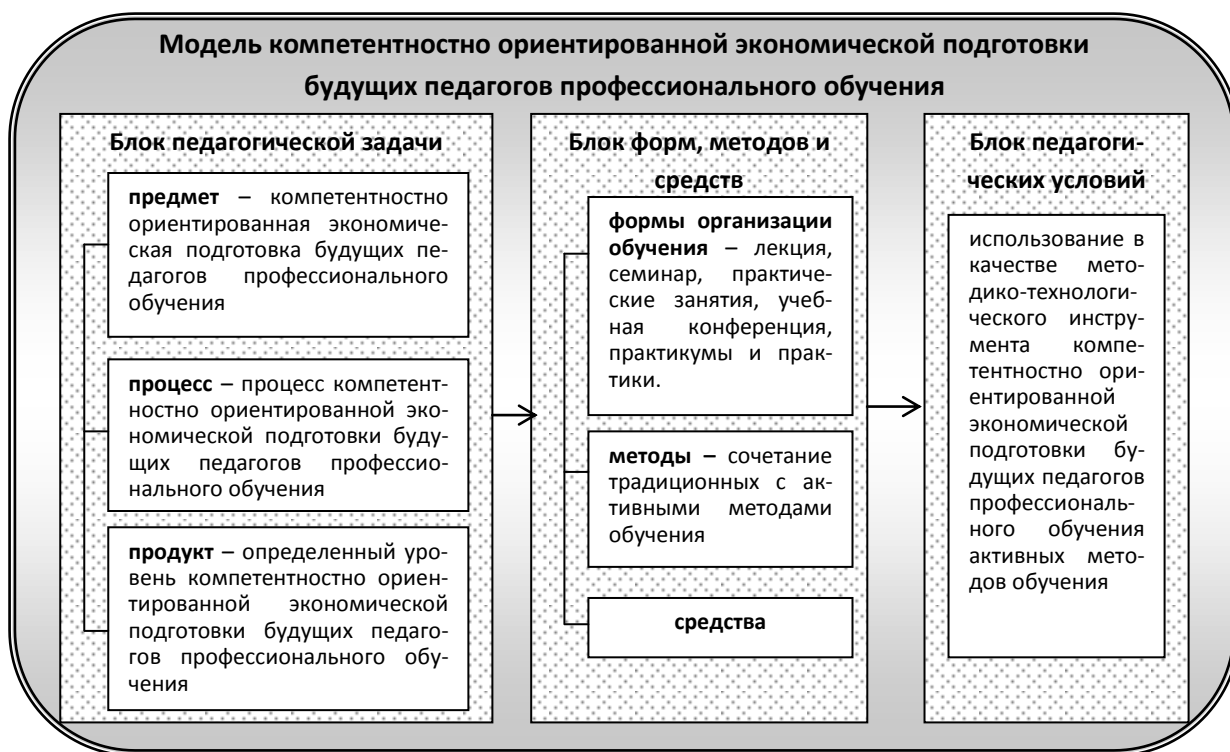 Модель компетентностно ориентированной экономической подготовки
будущих педагогов профессионального обучения
Блок педагогической задачи
предмет – компетентностно
ориентированная экономиче-
ская подготовка будущих пе-
дагогов профессионального
обучения
процесс – процесс компетент-
ностно ориентированной эко-
номической подготовки буду-
щих педагогов профессио-
нального обучения
продукт – определенный уро-
вень компетентностно ориен-
тированной экономической
подготовки будущих педаго-
гов профессионального обу-
чения
Блок форм, методов и
средств
формы организации
обучения – лекция,
семинар, практиче-
ские занятия, учеб-
ная конференция,
практикумы и прак-
тики.
методы – сочетание
традиционных с ак-
тивными методами
обучения
средства
Блок педагоги-
ческих условий
использование в
качестве мето-
дико-технологи-
ческого инстру-
мента компе-
тентностно ори-
ентированной
экономической
подготовки бу-
дущих педагогов
профессиональ-
ного обучения
активных мето-
дов обучения